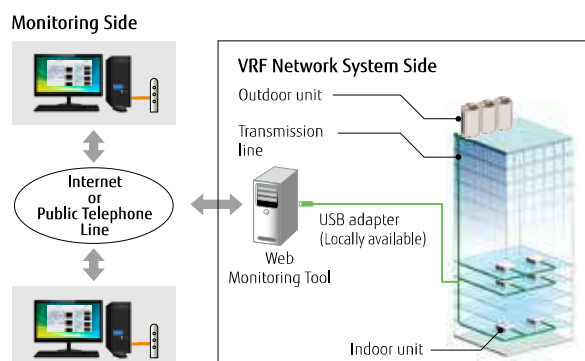 Monitoring Side
VRF Network System Side
Outdoor unit
Transmission
line
Internet
or
Public Telephone
Line
USB adapter
(Locally available)
Web
Monitoring Tool
Indoor unit